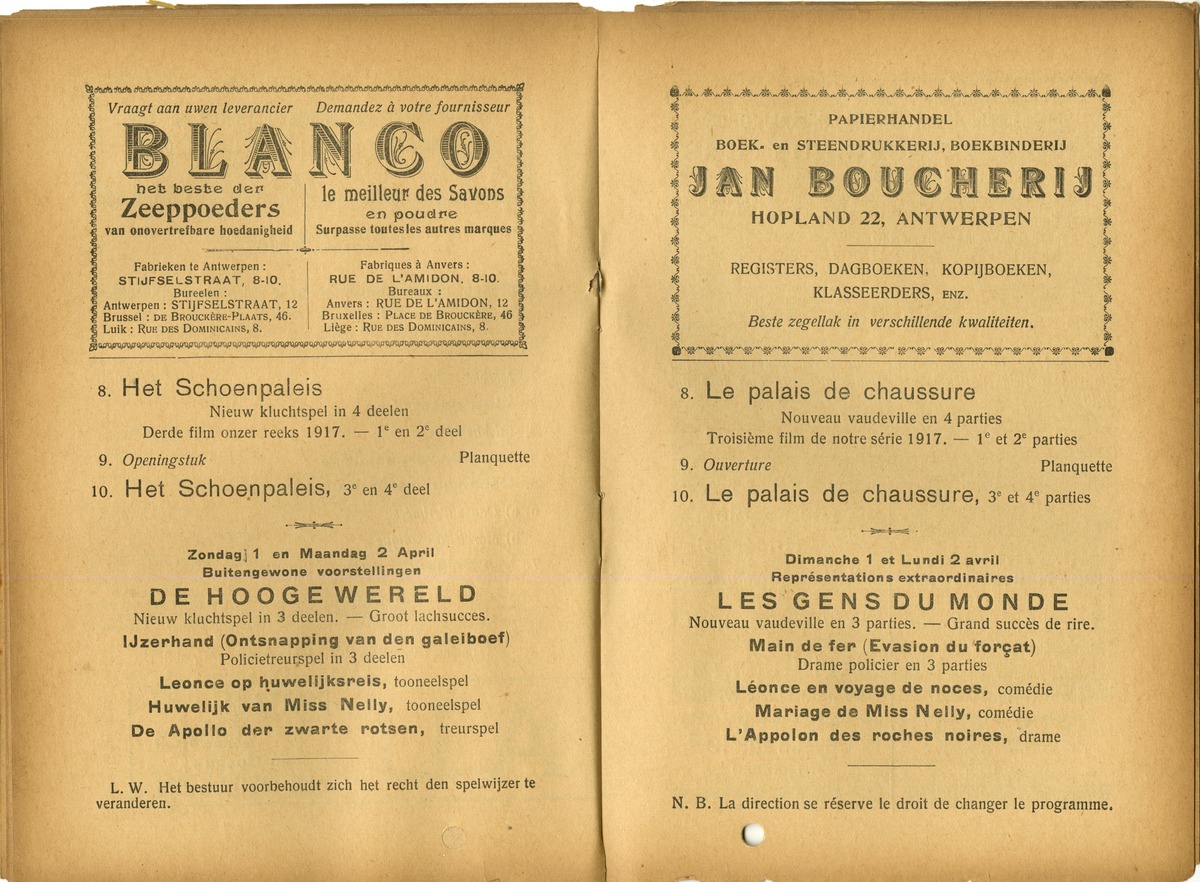 Vraagt aan uwen leverancier
Demandez à votre fournisseur
BLANCO
het beste der
Zeeppoeders
van onovertrefbare hoedanigheid
le meilleur des Savons
en poudre
Surpasse toutes les autres marques
Fabrieken te Antwerpen :
STIJFSELSTRAAT, 8-10.
Bureelen :
Antwerpen : STIJFSELSTRAAT, 12
Brussel : DE BROUCKÈRE-PLAATS, 46.
Luik : RUE DES DOMINICAINS, 8.
Fabriques à Anvers :
RUE DE L'AMIDON, 8-10.
Bureaux :
Anvers : RUE DE L'AMIDON, 12
Bruxelles : PLACE DE BROUCKÈRE, 46
Liège : RUE DES DOMINICAINS, 8.
8. Het Schoenpaleis
Nieuw kluchtspel in 4 deelen
Derde film onzer reeks 1917. — 1e en 2e deel
9. Openingstuk Planquette
10. Het Schoenpaleis, 3e en 4e deel
Zondag 1 en Maandag 2 April
Buitengewone voorstellingen
DE HOOGE WERELD
Nieuw kluchtspel in 3 deelen. — Groot lachsucces.
IJzerhand (Ontsnapping van den galeiboef)
Policietreurspel in 3 deelen
Leonce op huwelijksreis, tooneelspel
Huwelijk van Miss Nelly, tooneelspel
De Apollo der zwarte rotsen, treurspel
L. W. Het bestuur voorbehoudt zich het recht den spelwijzer te
veranderen.
PAPIERHANDEL
BOEK- en STEENDRUKKERIJ, BOEKBINDERIJ
JAN BOUCHERIJ
HOPLAND 22, ANTWERPEN
REGISTERS, DAGBOEKEN, KOPIJBOEKEN,
KLASSEERDERS, ENZ.
Beste zegellak in verschillende kwaliteiten.
8. Le palais de chaussure
Nouveau vaudeville en 4 parties
Troisième film de notre série 1917. — 1e et 2e parties
9. Ouverture Planquette
10. Le palais de chaussure, 3e et 4e parties
Dimanche 1 et Lundi 2 avril
Représentations extraordinaires
LES GENS DU MONDE
Nouveau vaudeville en 3 parties. — Grand succès de rire.
Main de fer (Evasion du forçat)
Drame policier en 3 parties
Léonce en voyage de noces, comédie
Mariage de Miss Nelly, comédie
L'Appolon des roches noires, drame
N. B. La direction se réserve le droit de changer le programme.